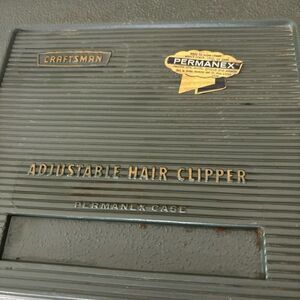 CRAFTSMAN
PERMANEX
ADJUSTABLE HAIR CLIPPER
PERMANEX CASE